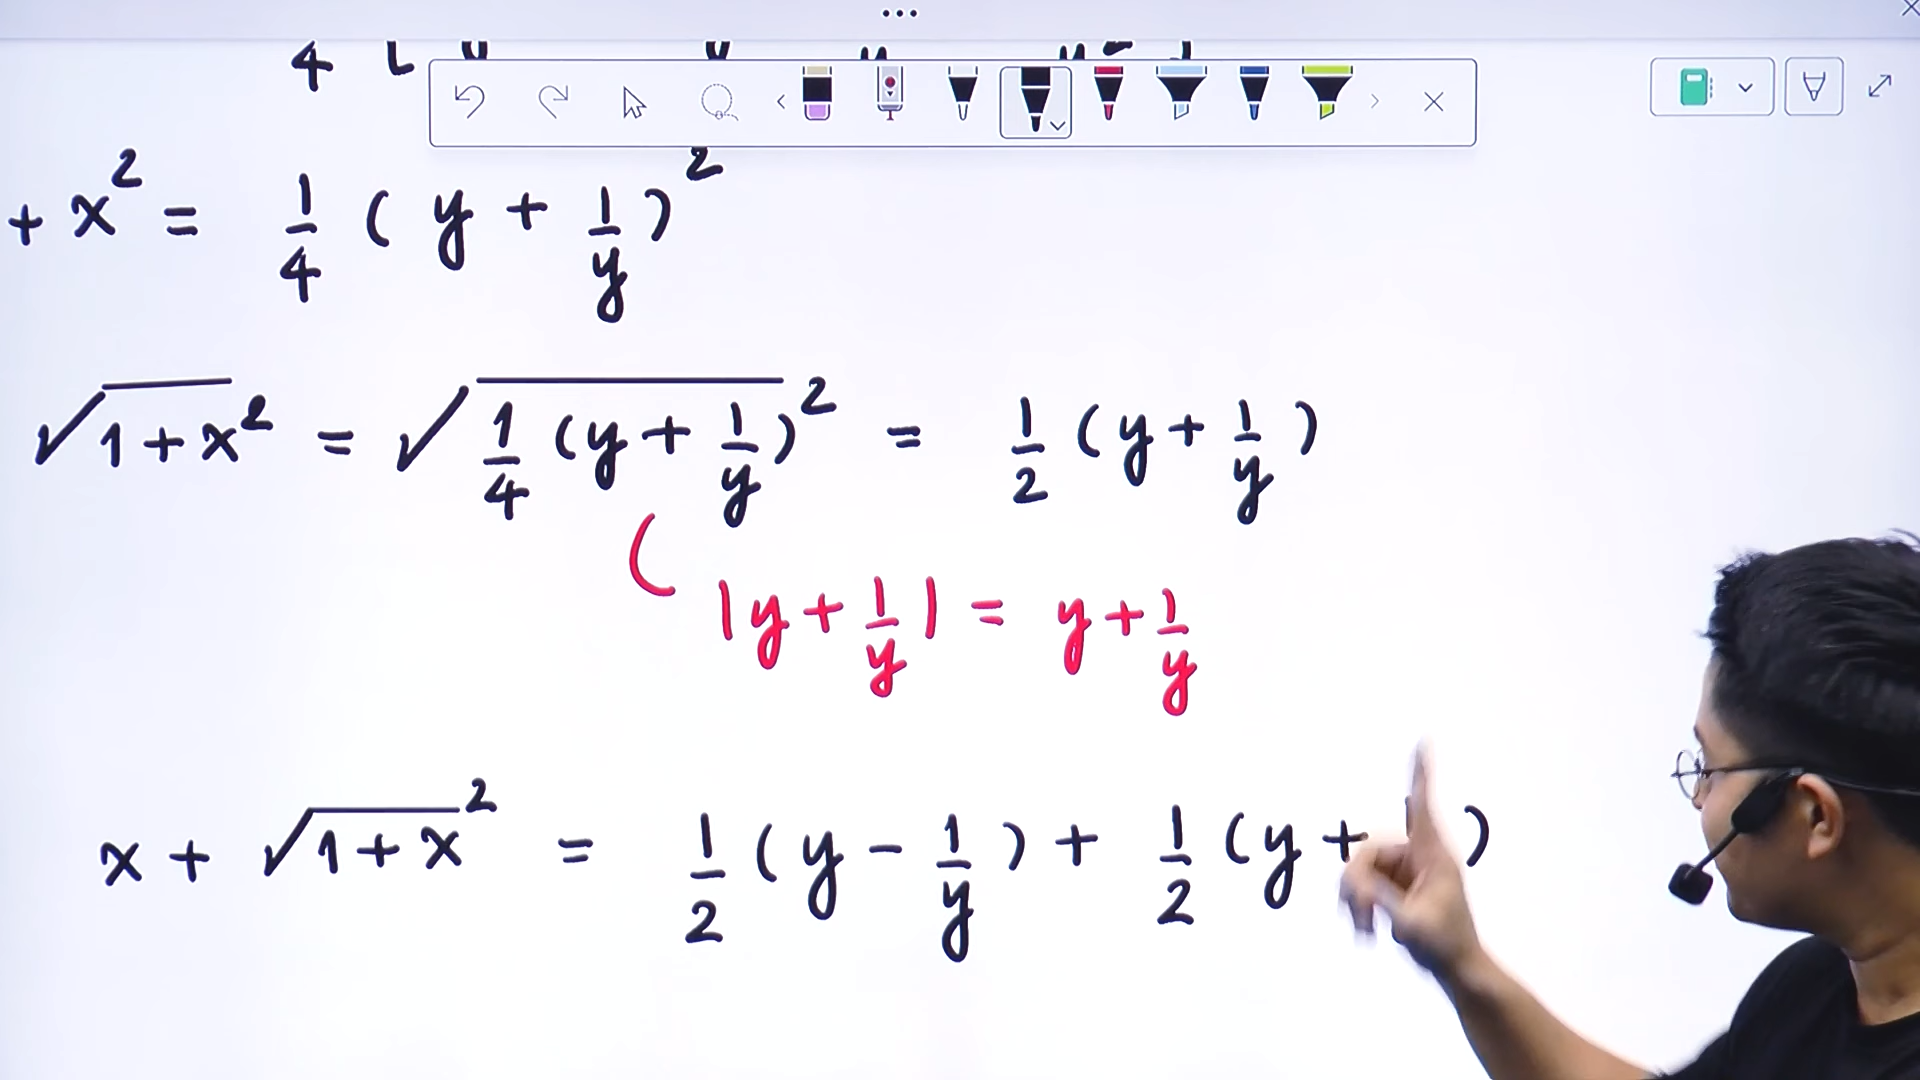 + x² = 1/4 ( y + 1/y )²
√1+x² = √1/4 (y + 1/y)² = 1/2 ( y + 1/y )
( |y + 1/y| = y + 1/y
x + √1+x² = 1/2 ( y - 1/y ) + 1/2 ( y + )